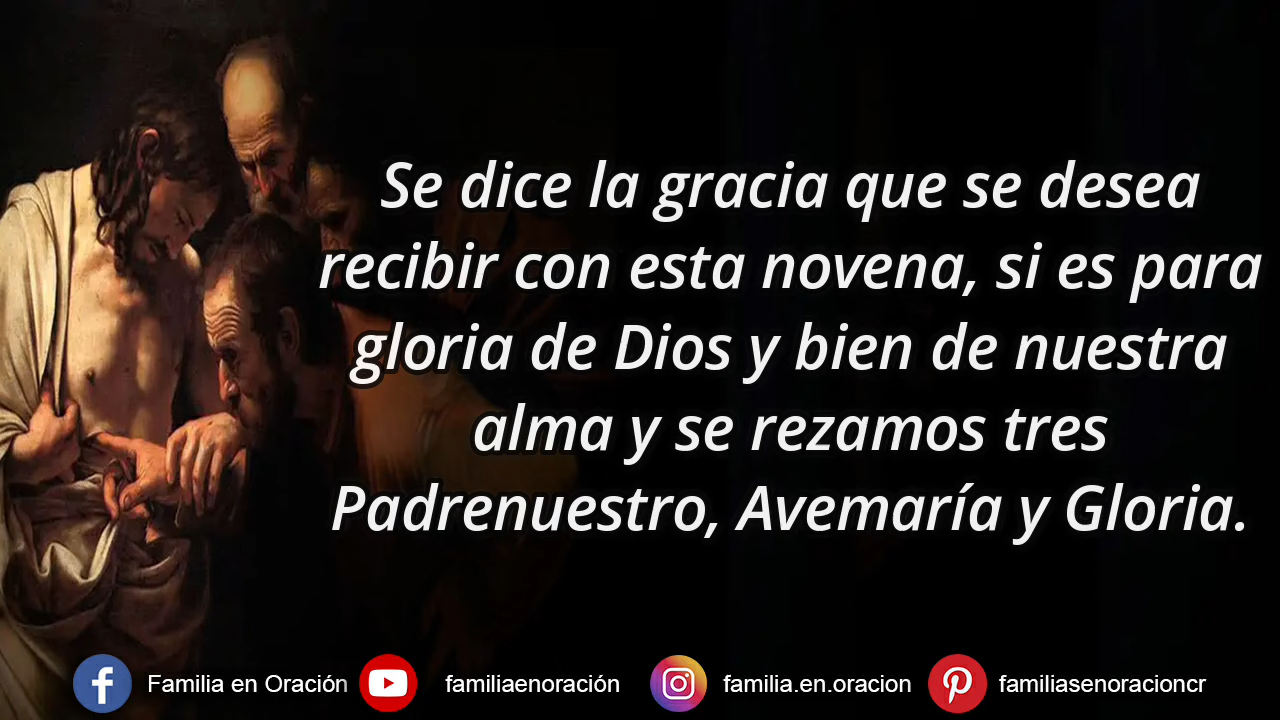 Se dice la gracia que se desea
recibir con esta novena, si es para
gloria de Dios y bien de nuestra
alma y se rezamos tres
Padrenuestro, Avemaría y Gloria.
Familia en Oración familiaenoración familia.en.oracion familiasenoracioncr